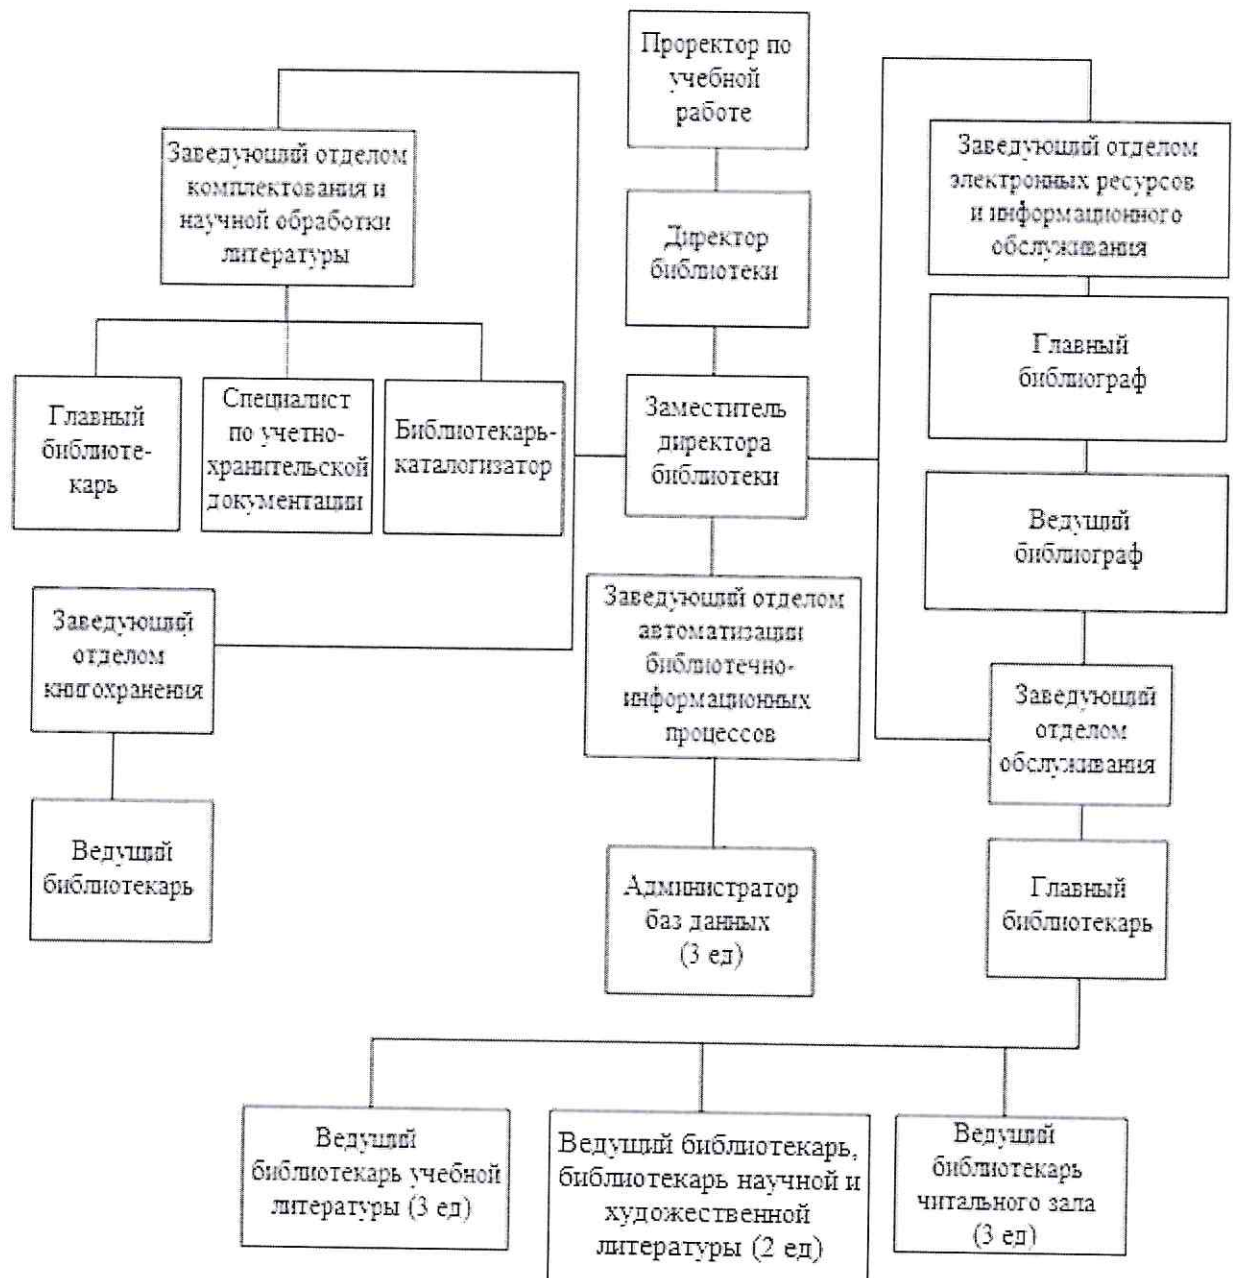 Проректор по
учебной
работе
Заведующий отделом
комплектования и
научной обработки
литературы
Директор
библиотеки
Заведующий отделом
электронных ресурсов
и информационного
обслуживания
Главный
библиоте-
карь
Специалист
по учетно-
хранительской
документации
Библиотекарь-
каталогизатор
Заместитель
директора
библиотеки
Главный
библиограф
Ведущий
библиограф
Заведующий
отделом
книгохранения
Ведущий
библиотекарь
Заведующий отделом
автоматизации
библиотечно-
информационных
процессов
Администратор
баз данных
(3 ед)
Заведующий
отделом
обслуживания
Главный
библиотекарь
Ведущий
библиотекарь учебной
литературы (3 ед)
Ведущий библиотекарь,
библиотекарь научной и
художественной
литературы (2 ед)
Ведущий
библиотекарь
читального зала
(3 ед)